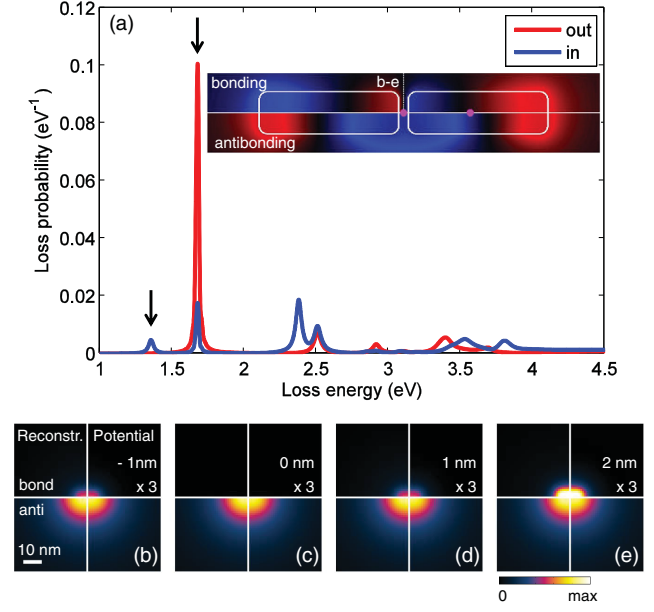 0.12
(a)
out
in
0.1
bonding
b-e
0.08
antibonding
0.06
0.04
0.02
0
Loss probability (eV⁻¹)
1 1.5 2 2.5 3 3.5 4 4.5
Loss energy (eV)
Reconstr. Potential
- 1nm
x 3
bond
anti
10 nm
(b)
0 nm
x 3
(c)
1 nm
x 3
(d)
2 nm
x 3
(e)
0 max